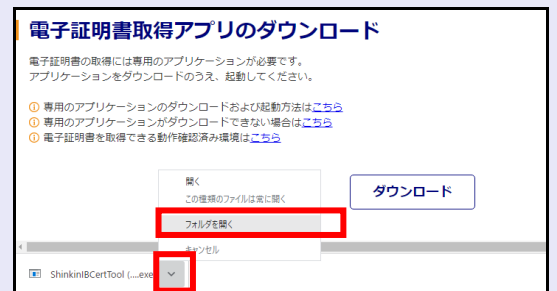 電子証明書取得アプリのダウンロード
電子証明書の取得には専用のアプリケーションが必要です。
アプリケーションをダウンロードのうえ、起動してください。
専用のアプリケーションのダウンロードおよび起動方法はこちら
専用のアプリケーションがダウンロードできない場合はこちら
電子証明書を取得できる動作確認済み環境はこちら
開く
この種類のファイルは常に開く
フォルダを開く
キャンセル
ダウンロード
ShinkinIBCertTool (....exe